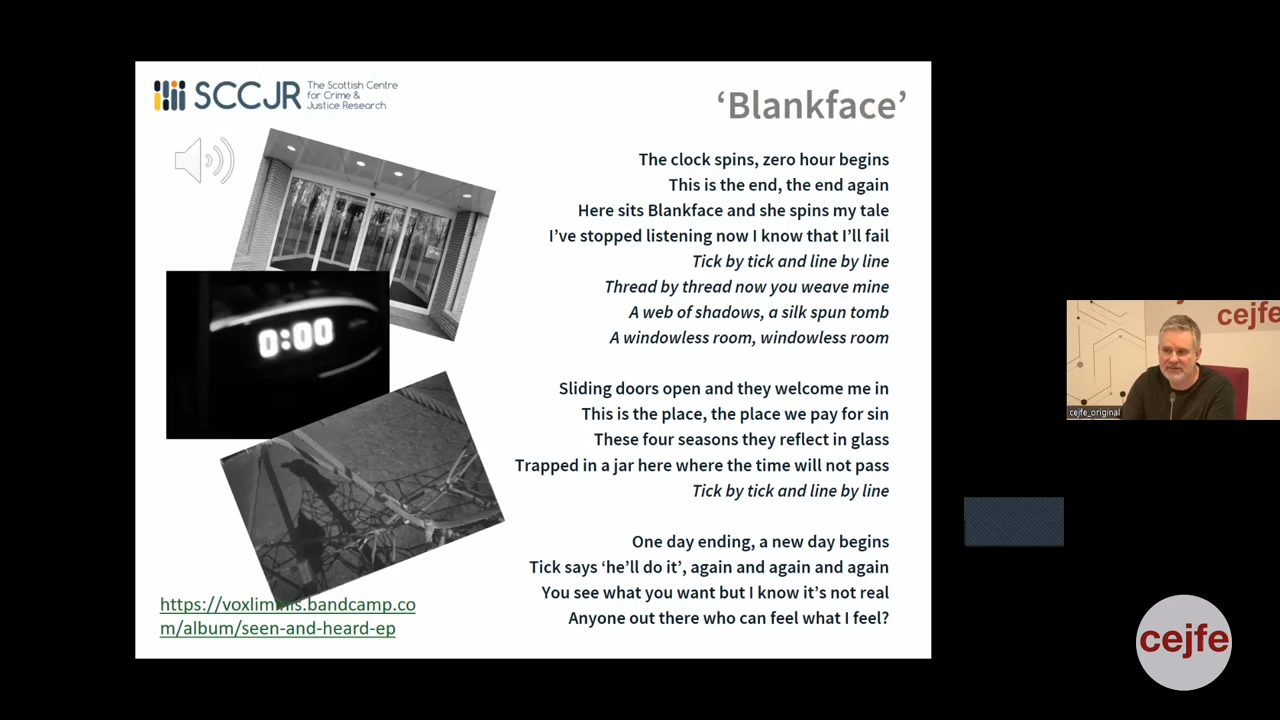 SCCJR
The Scottish Centre
for Crime &
Justice Research
‘Blankface’
The clock spins, zero hour begins
This is the end, the end again
Here sits Blankface and she spins my tale
I’ve stopped listening now I know that I’ll fail
Tick by tick and line by line
Thread by thread now you weave mine
A web of shadows, a silk spun tomb
A windowless room, windowless room
Sliding doors open and they welcome me in
This is the place, the place we pay for sin
These four seasons they reflect in glass
Trapped in a jar here where the time will not pass
Tick by tick and line by line
One day ending, a new day begins
Tick says ‘he’ll do it’, again and again and again
You see what you want but I know it’s not real
Anyone out there who can feel what I feel?
0:00
https://voxliminis.bandcamp.co
m/album/seen-and-heard-ep
cejfe
cejfe_original
cejfe